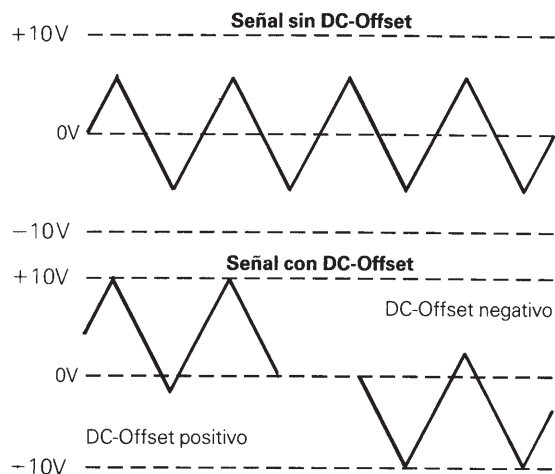 Señal sin DC-Offset
+10V
0V
−10V
Señal con DC-Offset
+10V
DC-Offset negativo
0V
DC-Offset positivo
−10V